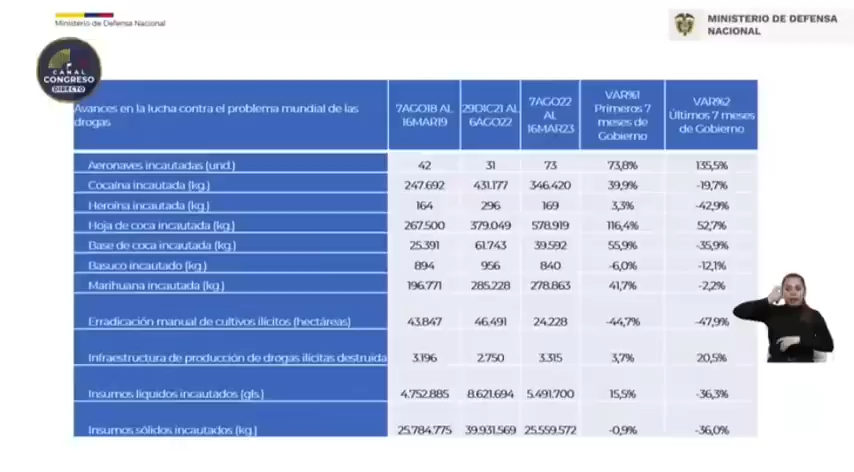 Ministerio de Defensa Nacional
MINISTERIO DE DEFENSA
NACIONAL
CANAL
CONGRESO
DIRECTO
Avances en la lucha contra el problema mundial de las drogas 7AGO18 AL 16MAR19 29DIC21 AL 6AGO22 7AGO22 AL 16MAR23 VAR%1 Primeros 7 meses de Gobierno VAR%2 Últimos 7 meses de Gobierno
Aeronaves incautadas (und.) 42 31 73 73,8% 135,5%
Cocaína incautada (kg.) 247.692 431.177 346.420 39,9% -19,7%
Heroína incautada (kg.) 164 296 169 3,3% -42,9%
Hoja de coca incautada (kg.) 267.500 379.049 578.919 116,4% 52,7%
Base de coca incautada (kg.) 25.391 61.743 39.592 55,9% -35,9%
Basuco incautado (kg.) 894 956 840 -6,0% -12,1%
Marihuana incautada (kg.) 196.771 285.228 278.863 41,7% -2,2%
Erradicación manual de cultivos ilícitos (hectáreas) 43.847 46.491 24.228 -44,7% -47,9%
Infraestructura de producción de drogas ilícitas destruida 3.196 2.750 3.315 3,7% 20,5%
Insumos líquidos incautados (gls.) 4.752.885 8.621.694 5.491.700 15,5% -36,3%
Insumos sólidos incautados (kg.) 25.784.775 39.931.569 25.559.572 -0,9% -36,0%